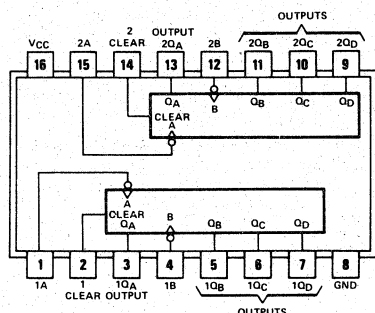 OUTPUTS
VCC 2A 2 CLEAR OUTPUT 2QA 2B 2QB 2QC 2QD
16 15 14 13 12 11 10 9
QA B QB QC QD
CLEAR
A
A
CLEAR
QA B QB QC QD
1 2 3 4 5 6 7 8
1A 1 CLEAR 1QA OUTPUT 1B 1QB 1QC 1QD GND
OUTPUTS